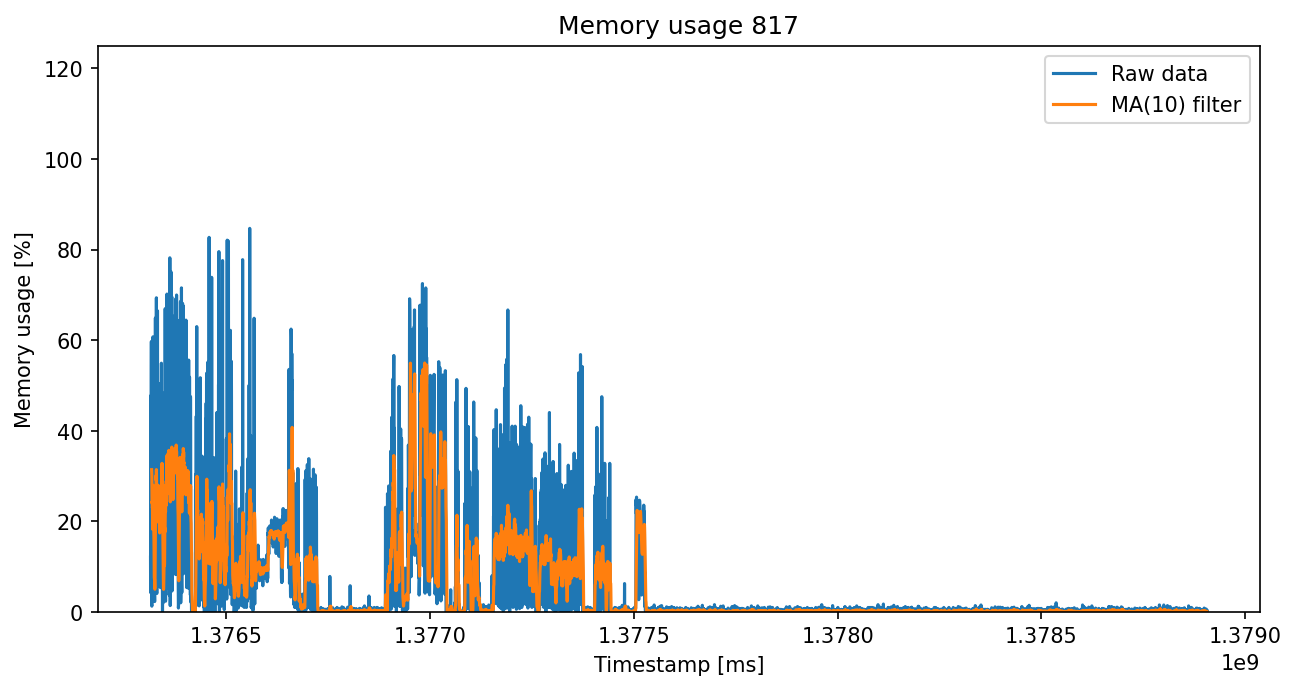 Memory usage 817
Memory usage [%]
120
100
80
60
40
20
0
Raw data
MA(10) filter
1.3765
1.3770
1.3775
1.3780
1.3785
1.3790
1e9
Timestamp [ms]